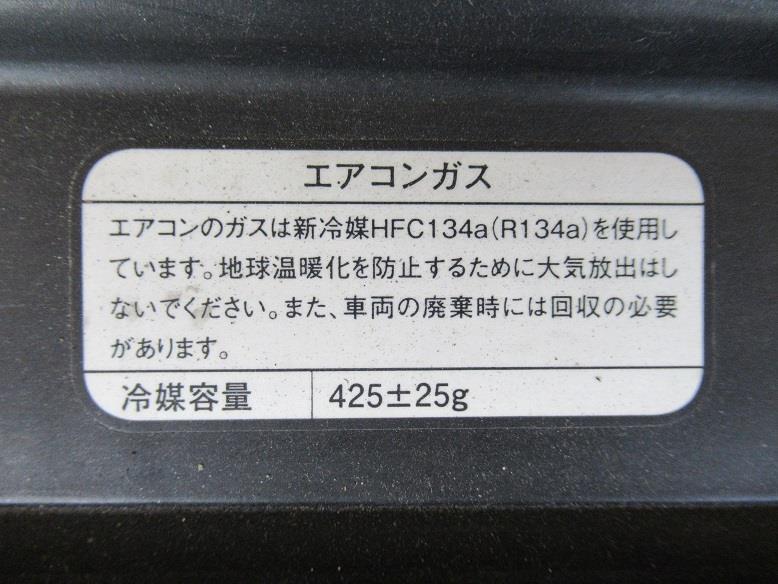 エアコンガス
エアコンのガスは新冷媒HFC134a(R134a)を使用し
ています。地球温暖化を防止するために大気放出はし
ないでください。また、車両の廃棄時には回収の必要
があります。
冷媒容量 425±25g